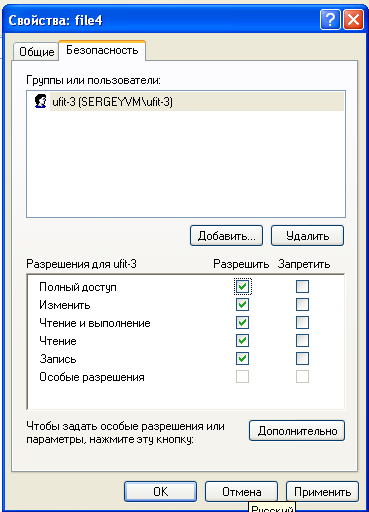 Свойства: file4
Общие Безопасность
Группы или пользователи:
ufit-3 (SERGEYVM\ufit-3)
Добавить... Удалить
Разрешения для ufit-3 Разрешить Запретить
Полный доступ
Изменить
Чтение и выполнение
Чтение
Запись
Особые разрешения
Чтобы задать особые разрешения или
параметры, нажмите эту кнопку:
Дополнительно
OK Отмена Применить
Русский